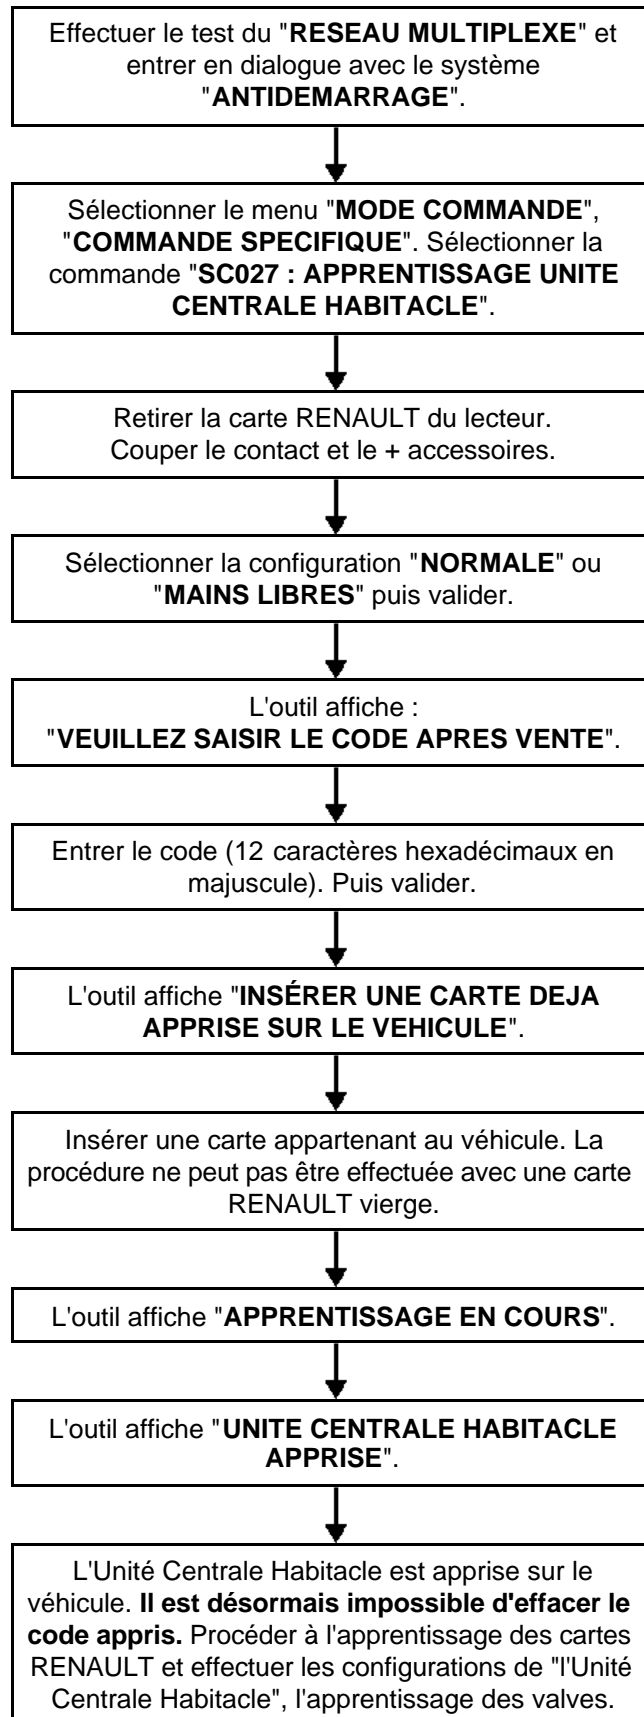 Effectuer le test du "RESEAU MULTIPLEXE" et
entrer en dialogue avec le système
"ANTIDEMARRAGE".
Sélectionner le menu "MODE COMMANDE",
"COMMANDE SPECIFIQUE". Sélectionner la
commande "SC027 : APPRENTISSAGE UNITE
CENTRALE HABITACLE".
Retirer la carte RENAULT du lecteur.
Couper le contact et le + accessoires.
Sélectionner la configuration "NORMALE" ou
"MAINS LIBRES" puis valider.
L'outil affiche :
"VEUILLEZ SAISIR LE CODE APRES VENTE".
Entrer le code (12 caractères hexadécimaux en
majuscule). Puis valider.
L'outil affiche "INSÉRER UNE CARTE DEJA
APPRISE SUR LE VEHICULE".
Insérer une carte appartenant au véhicule. La
procédure ne peut pas être effectuée avec une carte
RENAULT vierge.
L'outil affiche "APPRENTISSAGE EN COURS".
L'outil affiche "UNITE CENTRALE HABITACLE
APPRISE".
L'Unité Centrale Habitacle est apprise sur le
véhicule. Il est désormais impossible d'effacer le
code appris. Procéder à l'apprentissage des cartes
RENAULT et effectuer les configurations de "l'Unité
Centrale Habitacle", l'apprentissage des valves.